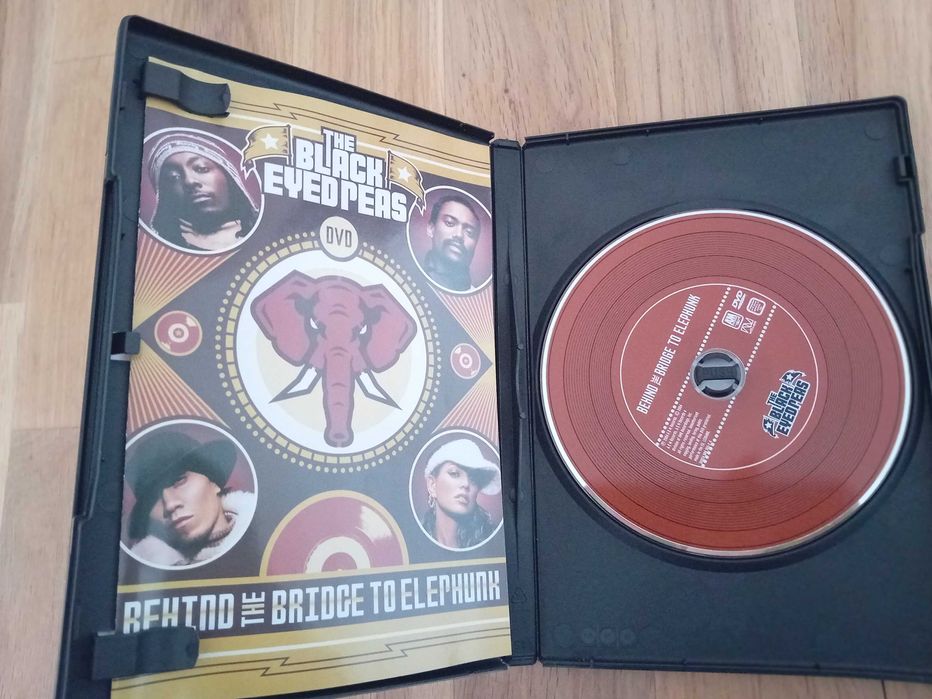 THE
BLACK
EYED PEAS
DVD
BEHIND THE BRIDGE TO ELEPHUNK
BEHIND THE BRIDGE TO ELEPHUNK
DVD
A&M
THE
BLACK
EYED PEAS